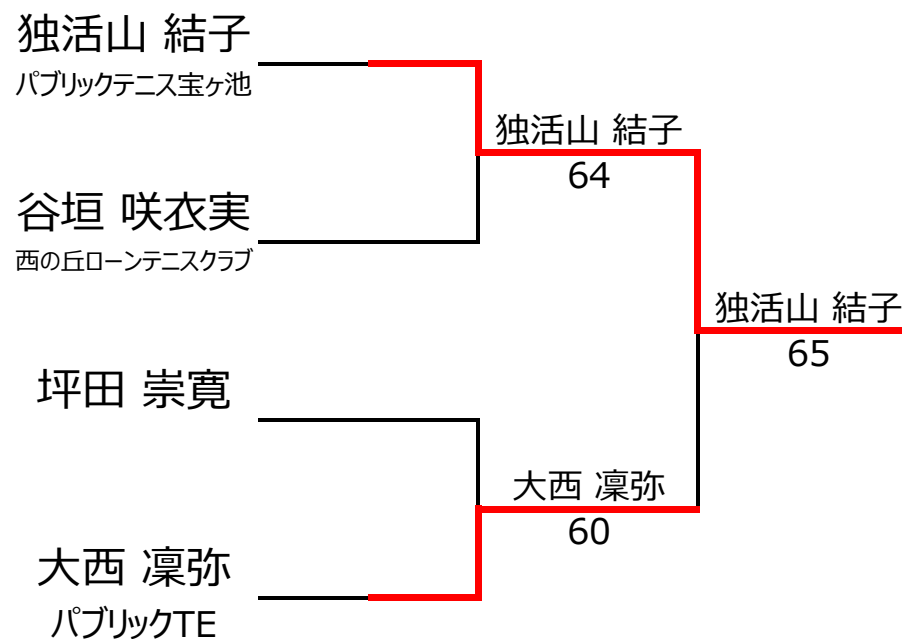 独活山 結子
パブリックテニス宝ヶ池
独活山 結子
64
谷垣 咲衣実
西の丘ローンテニスクラブ
独活山 結子
65
坪田 崇寛
大西 凜弥
60
大西 凜弥
パブリックTE